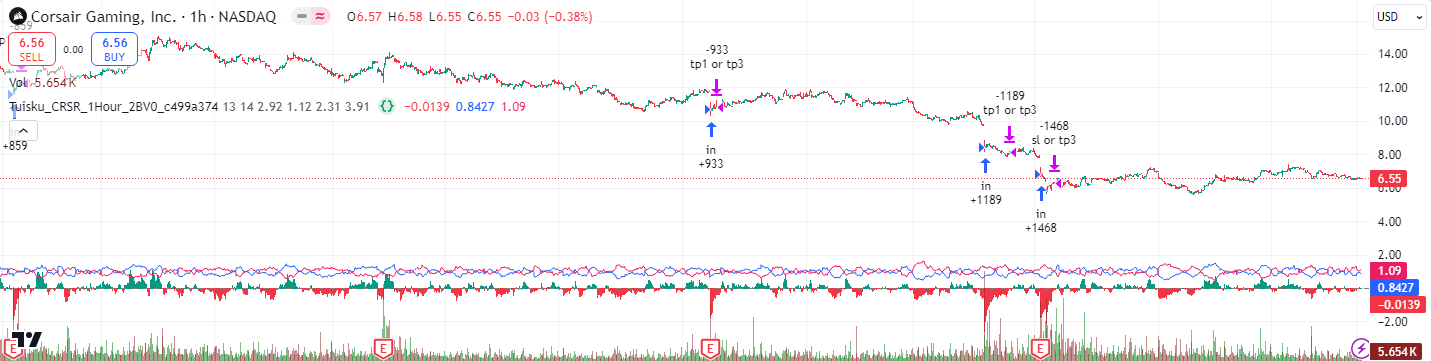 Corsair Gaming, Inc. · 1h · NASDAQ O6.57 H6.58 L6.55 C6.55 −0.03 (−0.38%)
USD
-859
6.56
SELL
0.00
6.56
BUY
Vol · 5.654K
Tuisku_CRSR_1Hour_2BV0_c499a374 13 14 2.92 1.12 2.31 3.91 −0.0139 0.8427 1.09
in
+859
-933
tp1 or tp3
in
+933
-1189
tp1 or tp3
in
+1189
-1468
sl or tp3
in
+1468
14.00
12.00
10.00
8.00
6.55
6.00
4.00
2.00
1.09
0.8427
−0.0139
−2.00
5.654K
E
E
E
E